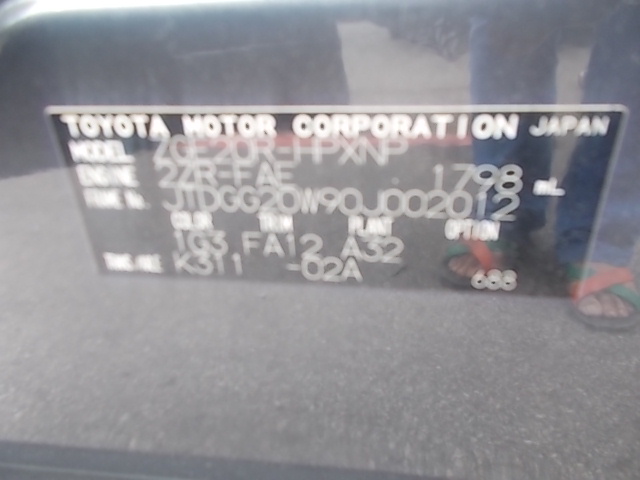 TOYOTA MOTOR CORPORATION JAPAN
MODEL ZGE20R-HPXNP
ENGINE 2ZR-FAE 1798 mL
FRAME No. JTDGG20W90J002012
COLOR TRIM PLANT OPTION
1G3 FA12 A32
TRANS/AXLE K311 -02A 688